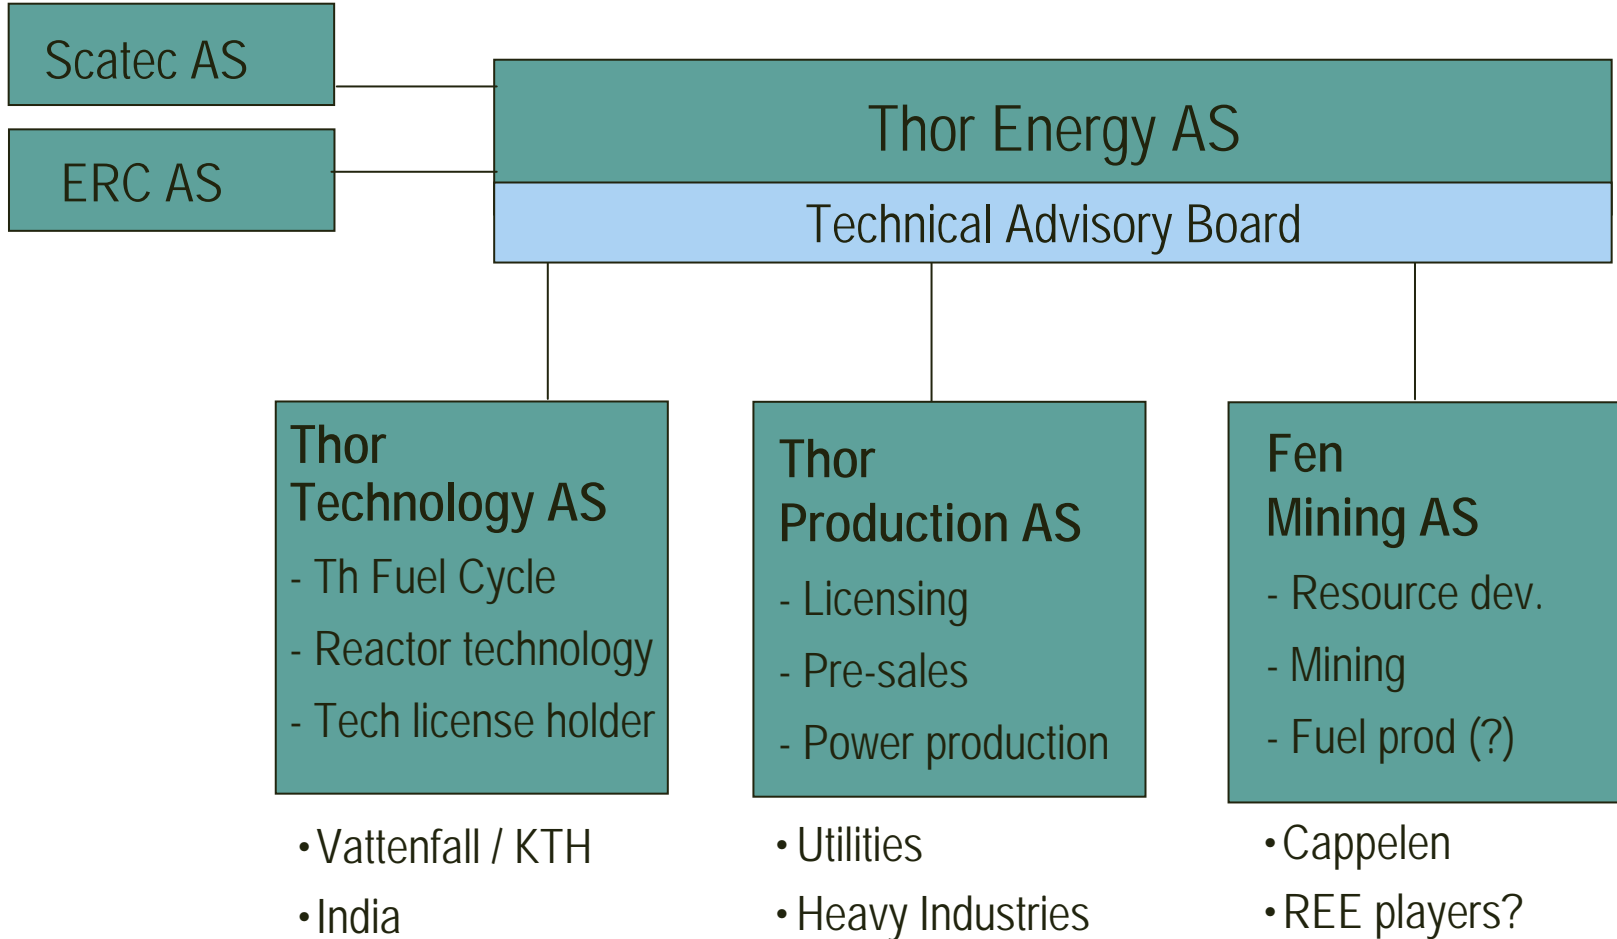 Scatec AS
ERC AS
Thor Energy AS
Technical Advisory Board
Thor
Technology AS
- Th Fuel Cycle
- Reactor technology
- Tech license holder
• Vattenfall / KTH
• India
Thor
Production AS
- Licensing
- Pre-sales
- Power production
• Utilities
• Heavy Industries
Fen
Mining AS
- Resource dev.
- Mining
- Fuel prod (?)
• Cappelen
• REE players?